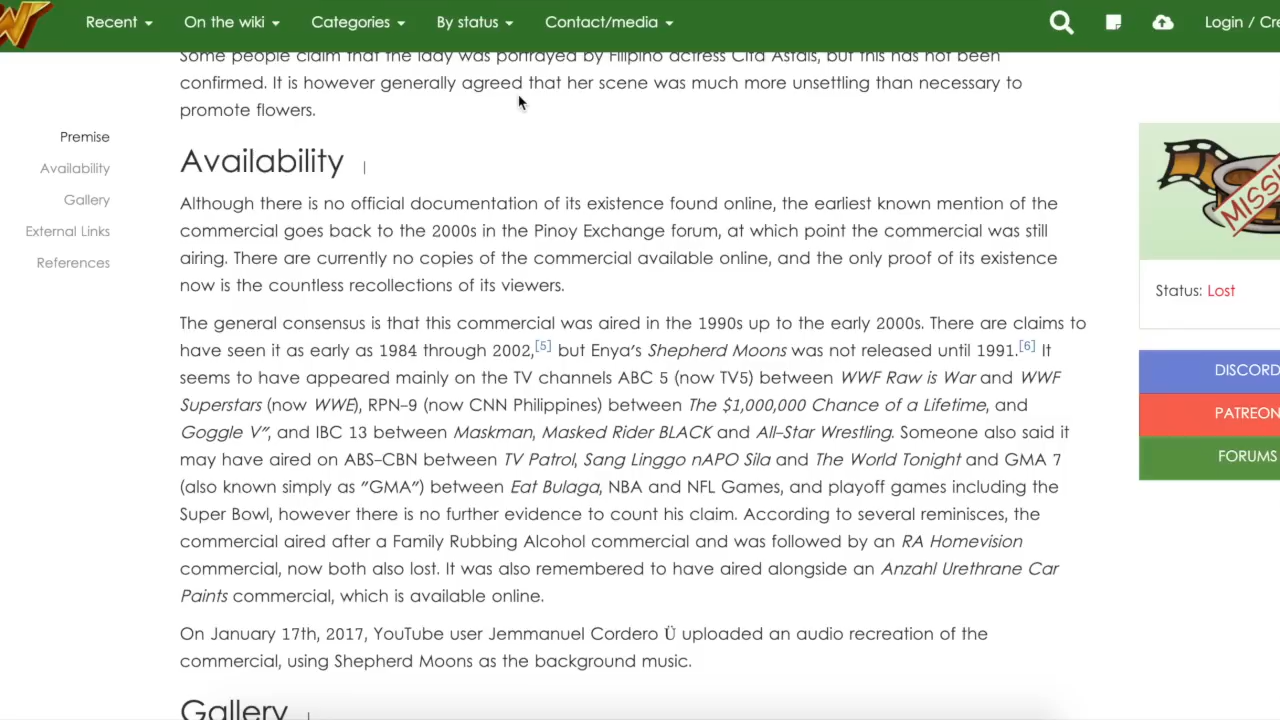 Recent
On the wiki
Categories
By status
Contact/media
Login / Cre
Some people claim that the lady was portrayed by Filipino actress Cita Astals, but this has not been
confirmed. It is however generally agreed that her scene was much more unsettling than necessary to
promote flowers.
Premise
Availability
Gallery
External Links
References
Availability
Although there is no official documentation of its existence found online, the earliest known mention of the
commercial goes back to the 2000s in the Pinoy Exchange forum, at which point the commercial was still
airing. There are currently no copies of the commercial available online, and the only proof of its existence
now is the countless recollections of its viewers.
The general consensus is that this commercial was aired in the 1990s up to the early 2000s. There are claims to
have seen it as early as 1984 through 2002,[5] but Enya's Shepherd Moons was not released until 1991.[6] It
seems to have appeared mainly on the TV channels ABC 5 (now TV5) between WWF Raw is War and WWF
Superstars (now WWE), RPN-9 (now CNN Philippines) between The $1,000,000 Chance of a Lifetime, and
Goggle V", and IBC 13 between Maskman, Masked Rider BLACK and All-Star Wrestling. Someone also said it
may have aired on ABS-CBN between TV Patrol, Sang Linggo nAPO Sila and The World Tonight and GMA 7
(also known simply as "GMA") between Eat Bulaga, NBA and NFL Games, and playoff games including the
Super Bowl, however there is no further evidence to count his claim. According to several reminisces, the
commercial aired after a Family Rubbing Alcohol commercial and was followed by an RA Homevision
commercial, now both also lost. It was also remembered to have aired alongside an Anzahl Urethrane Car
Paints commercial, which is available online.
On January 17th, 2017, YouTube user Jemmanuel Cordero Ü uploaded an audio recreation of the
commercial, using Shepherd Moons as the background music.
Gallery
MISSI
Status: Lost
DISCORD
PATREON
FORUMS